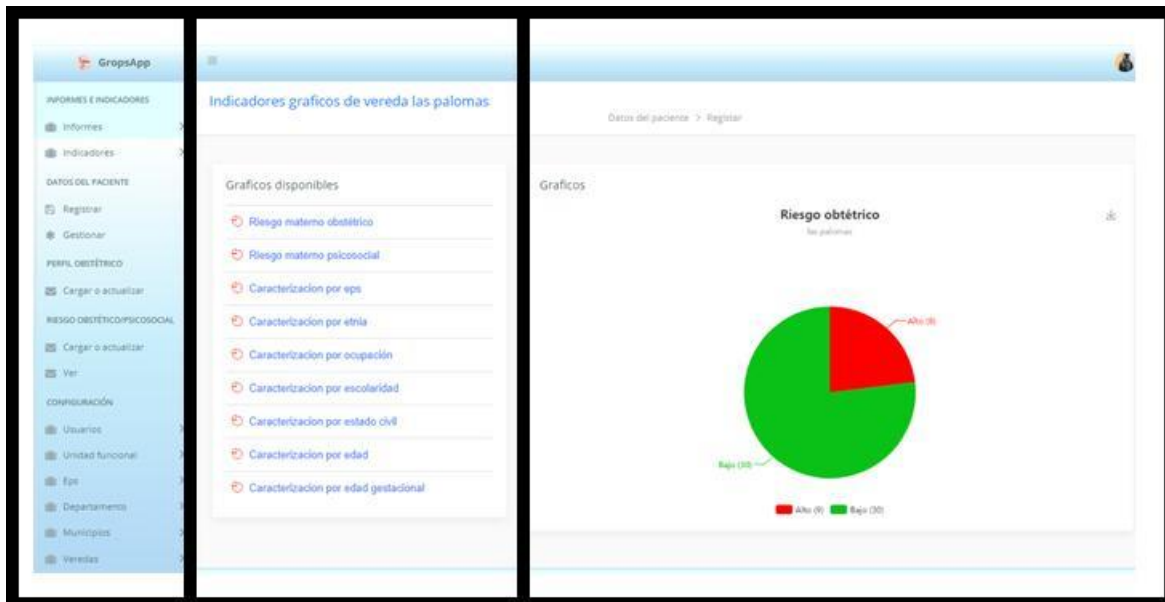 GropsApp
INFORMES E INDICADORES
Informes
Indicadores
DATOS DEL PACIENTE
Registrar
Gestionar
PERFIL OBSTÉTRICO
Cargar o actualizar
RIESGO OBSTÉTICO/PSICOSOCIAL
Cargar o actualizar
Ver
CONFIGURACIÓN
Usuarios
Unidad funcional
Eps
Departamento
Municipios
Veredas
Indicadores graficos de vereda las palomas
Graficos disponibles
Riesgo materno obstétrico
Riesgo materno psicosocial
Caracterizacion por eps
Caracterizacion por etnia
Caracterizacion por ocupación
Caracterizacion por escolaridad
Caracterizacion por estado civil
Caracterizacion por edad
Caracterizacion por edad gestacional
Datos del paciente > Registrar
Graficos
Riesgo obtétrico
las palomas
Alto (9)
Bajo (30)
Alto (9) Bajo (30)